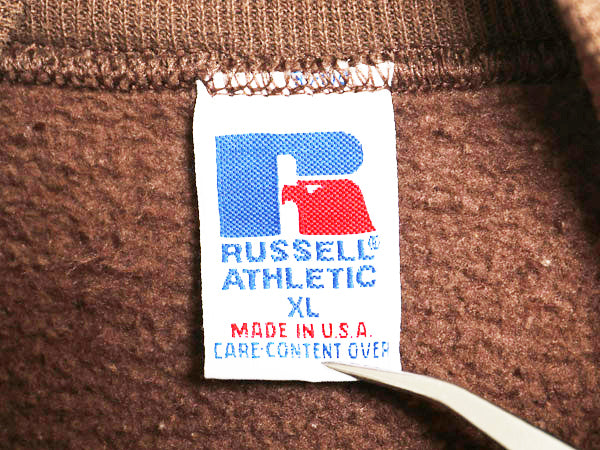 RUSSELL®
ATHLETIC
XL
MADE IN U.S.A.
CARE-CONTENT OVER